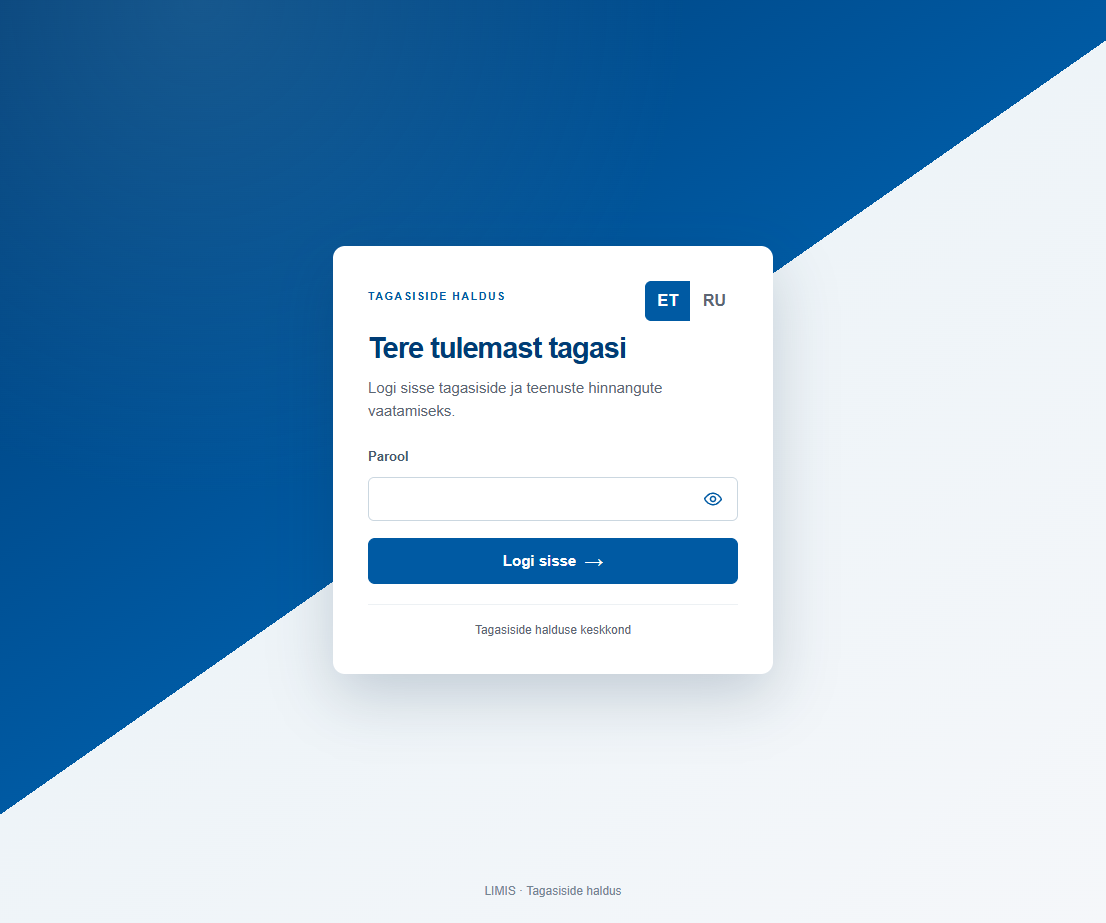 TAGASISIDE HALDUS
ET RU
Tere tulemast tagasi
Logi sisse tagasiside ja teenuste hinnangute
vaatamiseks.
Parool
Logi sisse →
Tagasiside halduse keskkond
LIMIS · Tagasiside haldus